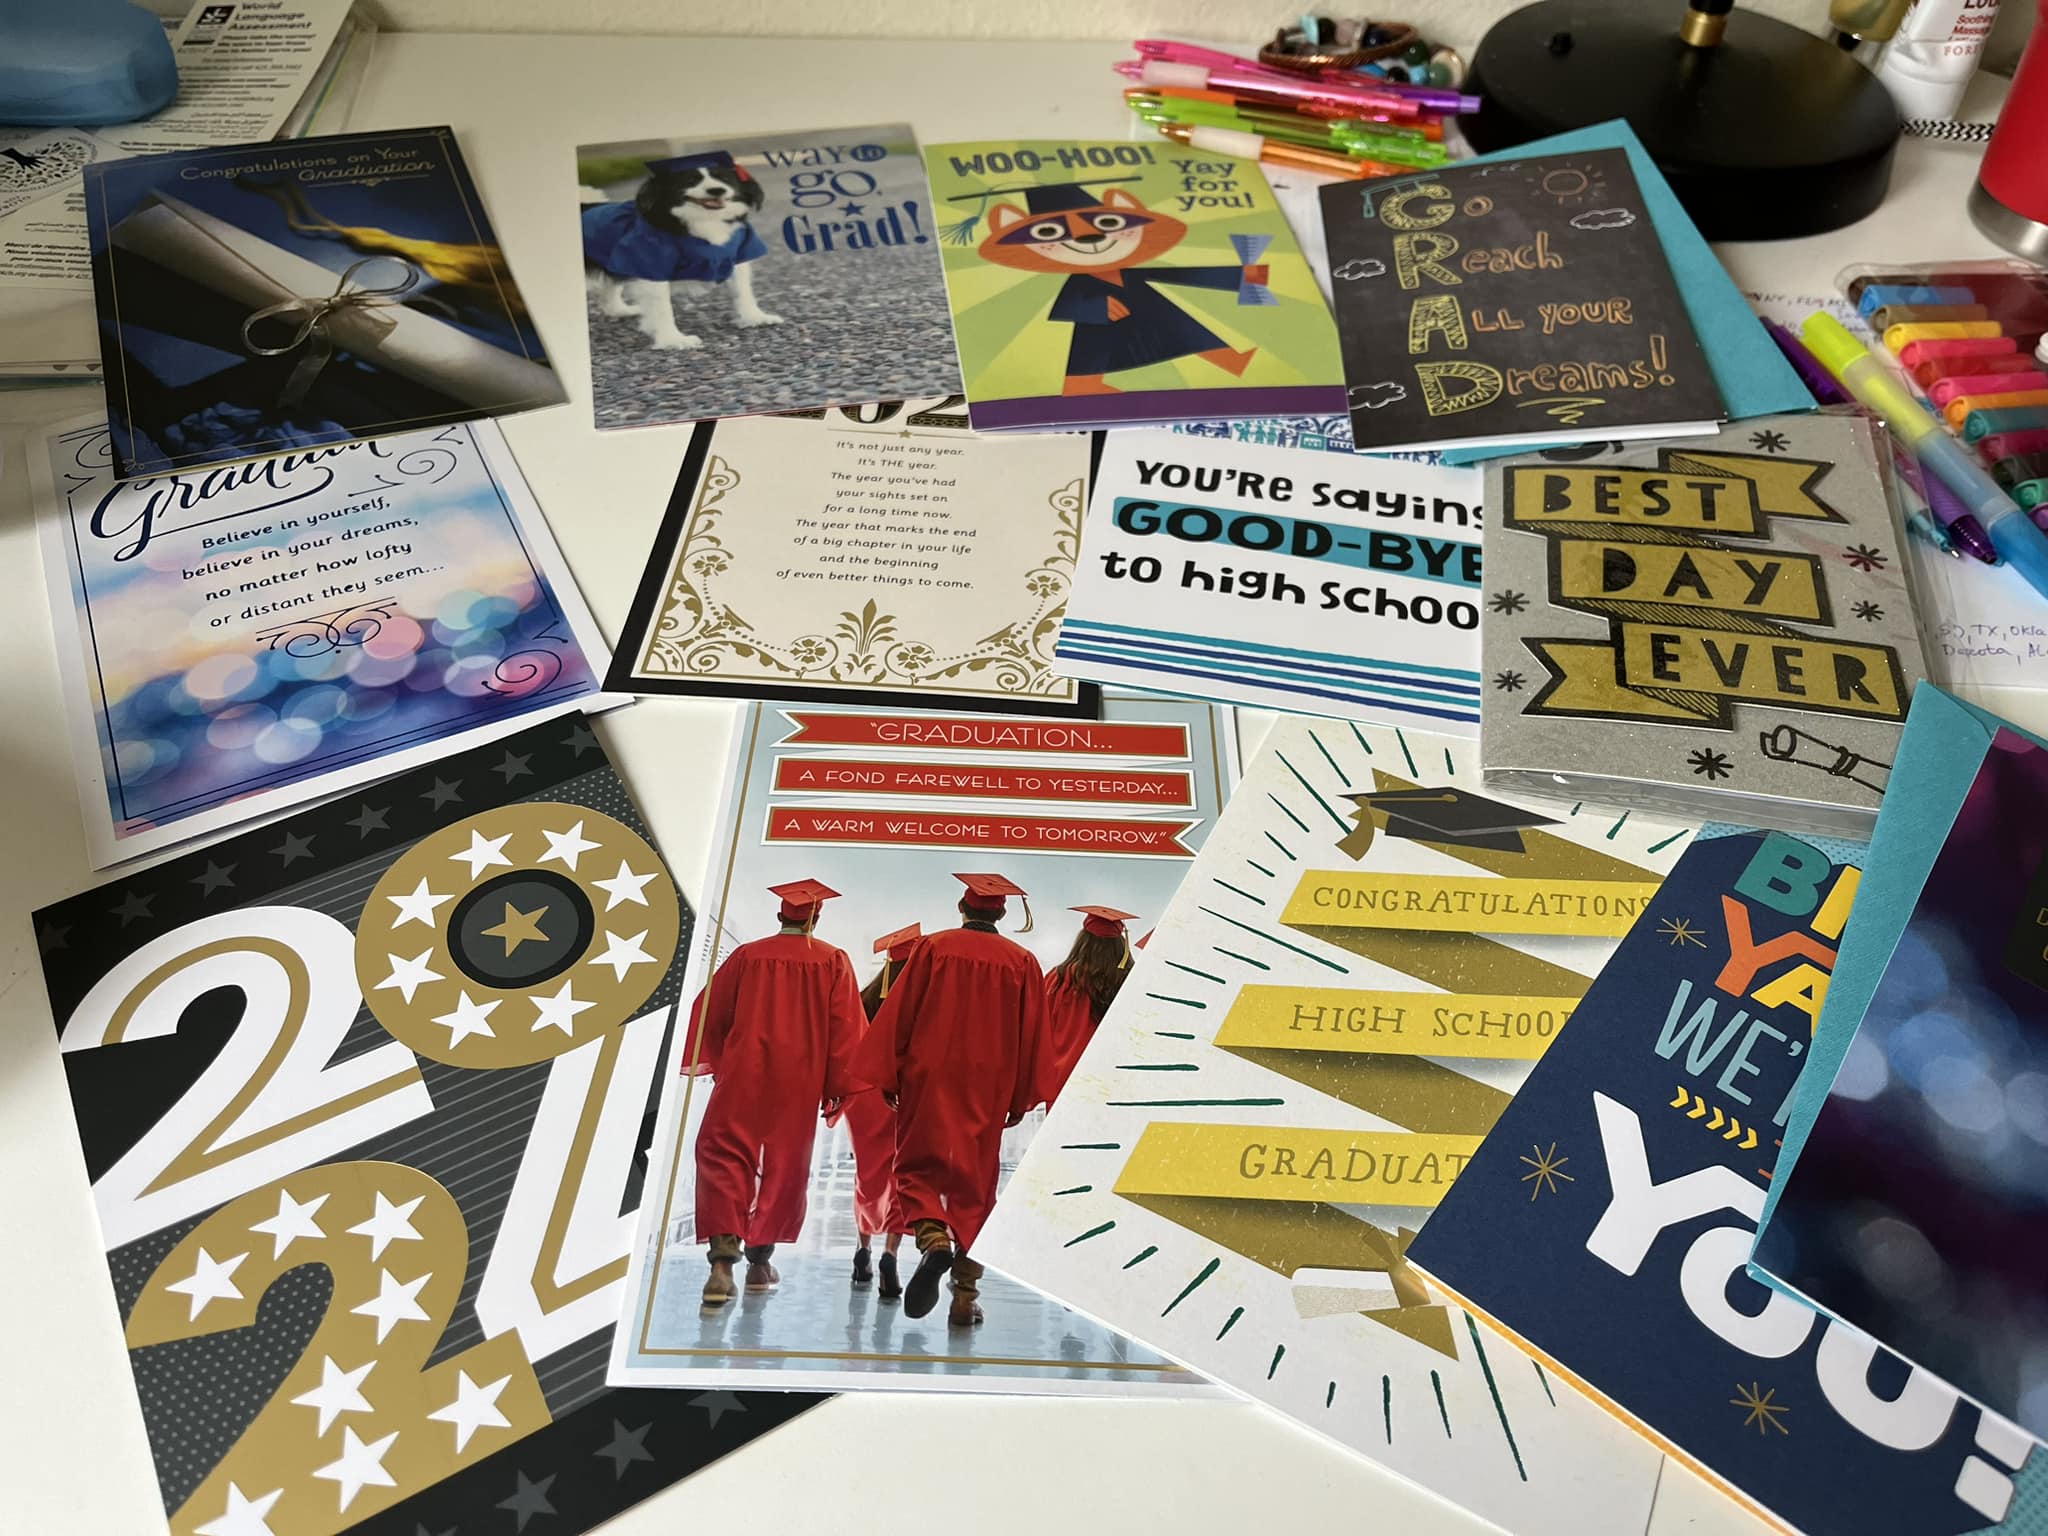 World
Language
Assessment
Congratulations on Your
Graduation
way to
go,
Grad!
WOO-HOO!
Yay
for
you!
Go
Reach
ALL YOUR
Dreams!
Believe in yourself,
believe in your dreams,
no matter how lofty
or distant they seem...
It's not just any year.
It's THE year.
The year you've had
your sights set on
for a long time now.
The year that marks the end
of a big chapter in your life
and the beginning
of even better things to come.
YOU'RE saying
GOOD-BYE
to high school
BEST
DAY
EVER
2024
"GRADUATION...
A FOND FAREWELL TO YESTERDAY...
A WARM WELCOME TO TOMORROW."
CONGRATULATIONS
HIGH SCHOOL
WE'
YOU!